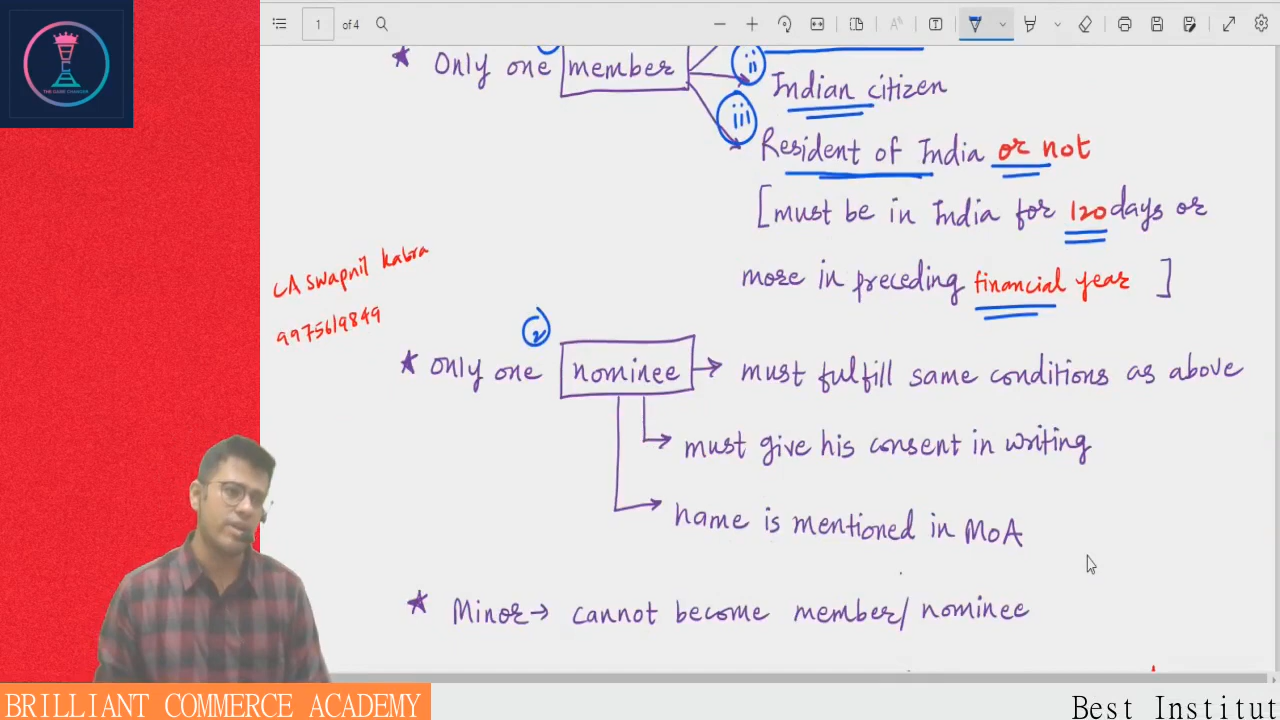 1 of 4
THE GAME CHANGER
★ Only one member
ii
Indian citizen
iii
Resident of India or not
[must be in India for 120 days or
more in preceding financial year ]
CA Swapnil Kabra
9975619849
2
★ Only one nominee → must fulfill same conditions as above
→ must give his consent in writing
→ name is mentioned in MoA
★ Minor → cannot become member/ nominee
BRILLIANT COMMERCE ACADEMY
Best Institut